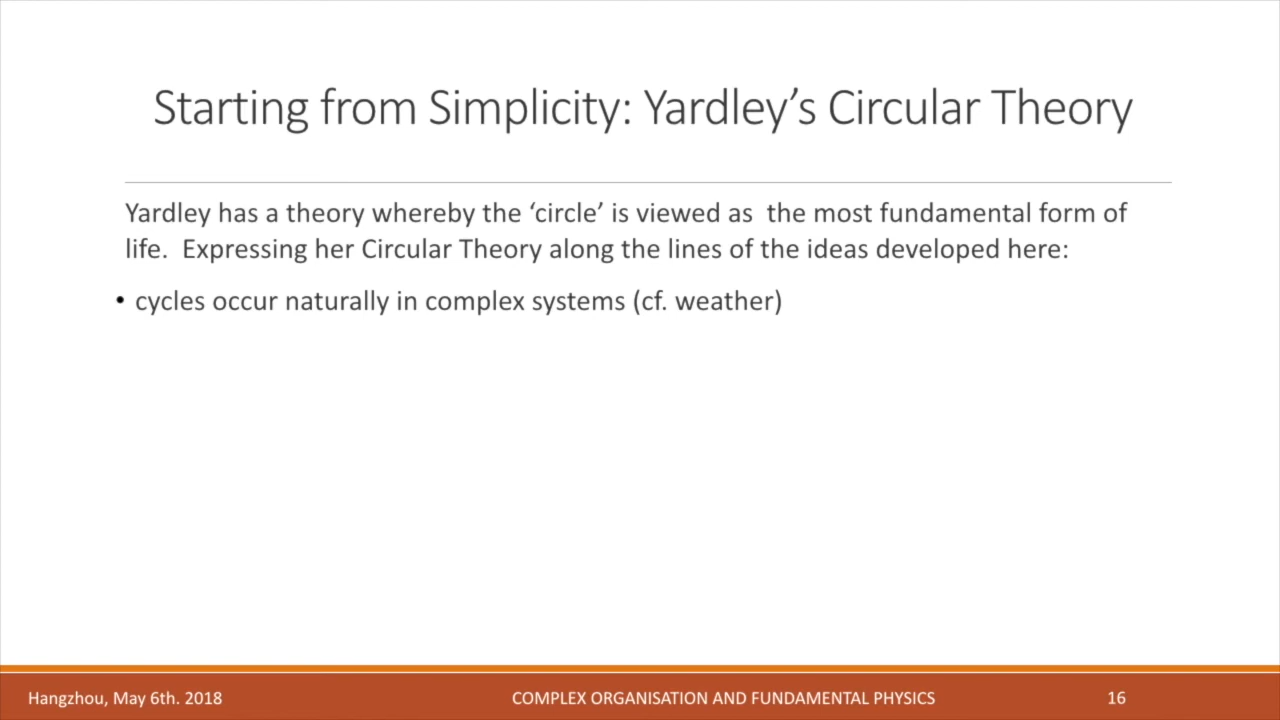 Starting from Simplicity: Yardley’s Circular Theory
Yardley has a theory whereby the ‘circle’ is viewed as  the most fundamental form of
life.  Expressing her Circular Theory along the lines of the ideas developed here:
• cycles occur naturally in complex systems (cf. weather)
Hangzhou, May 6th. 2018
COMPLEX ORGANISATION AND FUNDAMENTAL PHYSICS
16